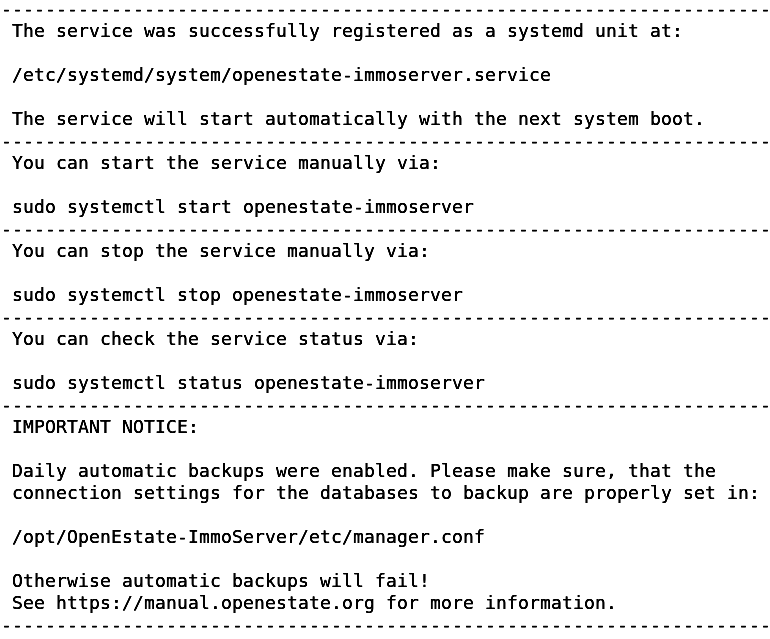 --------------------------------------------------------------------
The service was successfully registered as a systemd unit at:
/etc/systemd/system/openestate-immoserver.service
The service will start automatically with the next system boot.
--------------------------------------------------------------------
You can start the service manually via:
sudo systemctl start openestate-immoserver
--------------------------------------------------------------------
You can stop the service manually via:
sudo systemctl stop openestate-immoserver
--------------------------------------------------------------------
You can check the service status via:
sudo systemctl status openestate-immoserver
--------------------------------------------------------------------
IMPORTANT NOTICE:
Daily automatic backups were enabled. Please make sure, that the
connection settings for the databases to backup are properly set in:
/opt/OpenEstate-ImmoServer/etc/manager.conf
Otherwise automatic backups will fail!
See https://manual.openestate.org for more information.
--------------------------------------------------------------------